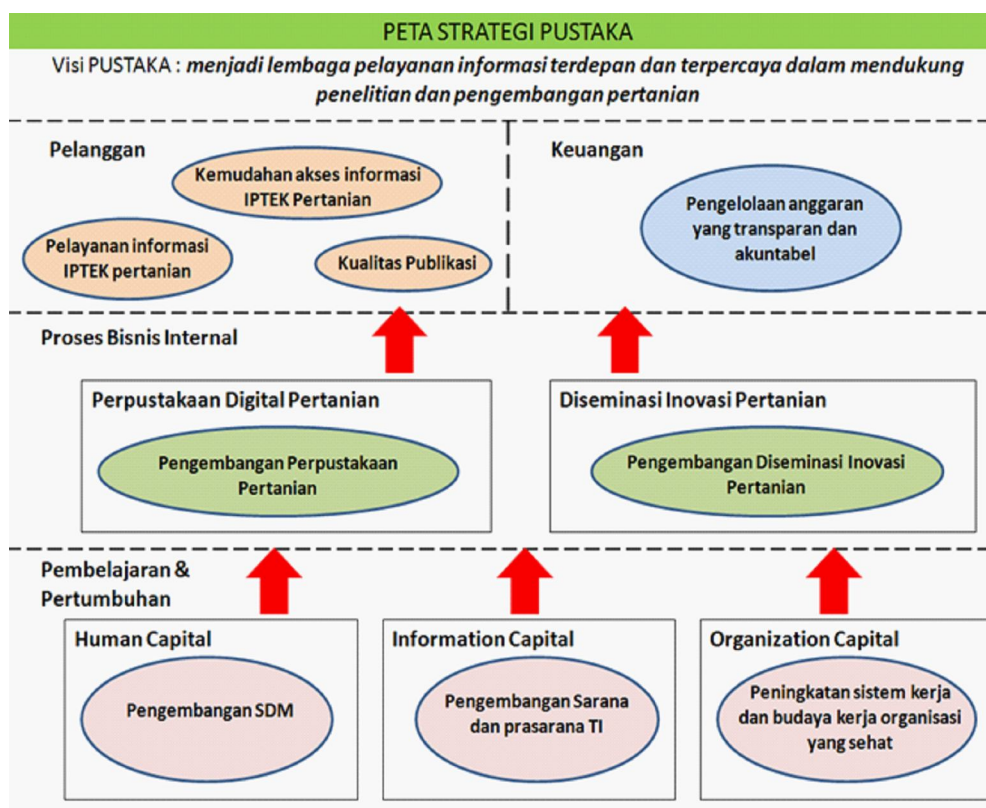 PETA STRATEGI PUSTAKA
Visi PUSTAKA : menjadi lembaga pelayanan informasi terdepan dan terpercaya dalam mendukung
penelitian dan pengembangan pertanian
Pelanggan
Kemudahan akses informasi
IPTEK Pertanian
Pelayanan informasi
IPTEK pertanian
Kualitas Publikasi
Keuangan
Pengelolaan anggaran
yang transparan dan
akuntabel
Proses Bisnis Internal
Perpustakaan Digital Pertanian
Pengembangan Perpustakaan
Pertanian
Diseminasi Inovasi Pertanian
Pengembangan Diseminasi Inovasi
Pertanian
Pembelajaran &
Pertumbuhan
Human Capital
Pengembangan SDM
Information Capital
Pengembangan Sarana
dan prasarana TI
Organization Capital
Peningkatan sistem kerja
dan budaya kerja organisasi
yang sehat